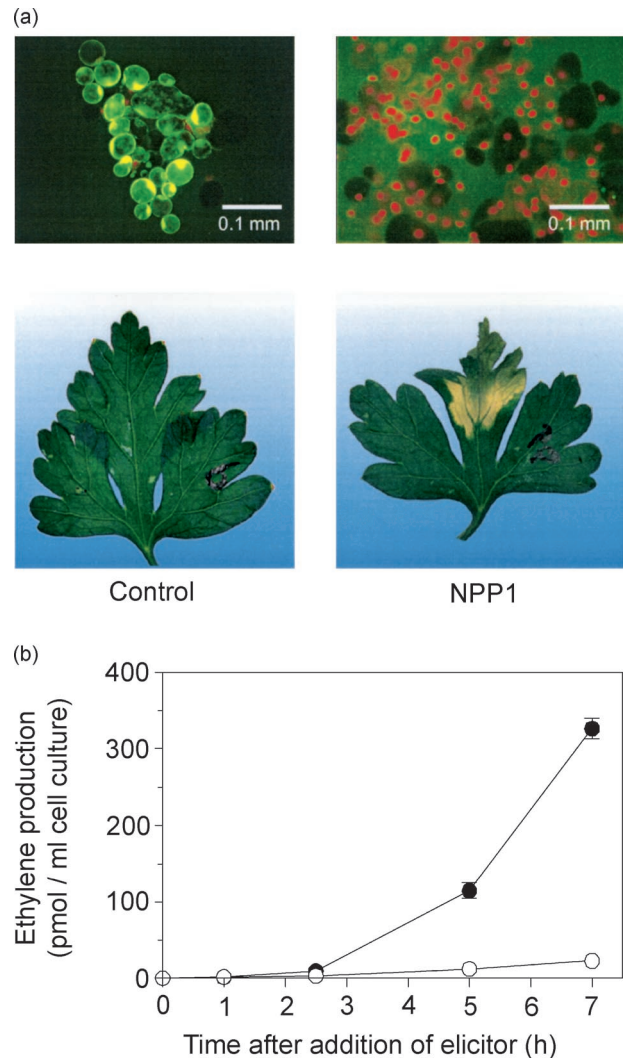 (a)
0.1 mm
0.1 mm
Control
NPP1
(b)
Ethylene production
(pmol / ml cell culture)
400
300
200
100
0
0
1
2
3
4
5
6
7
Time after addition of elicitor (h)